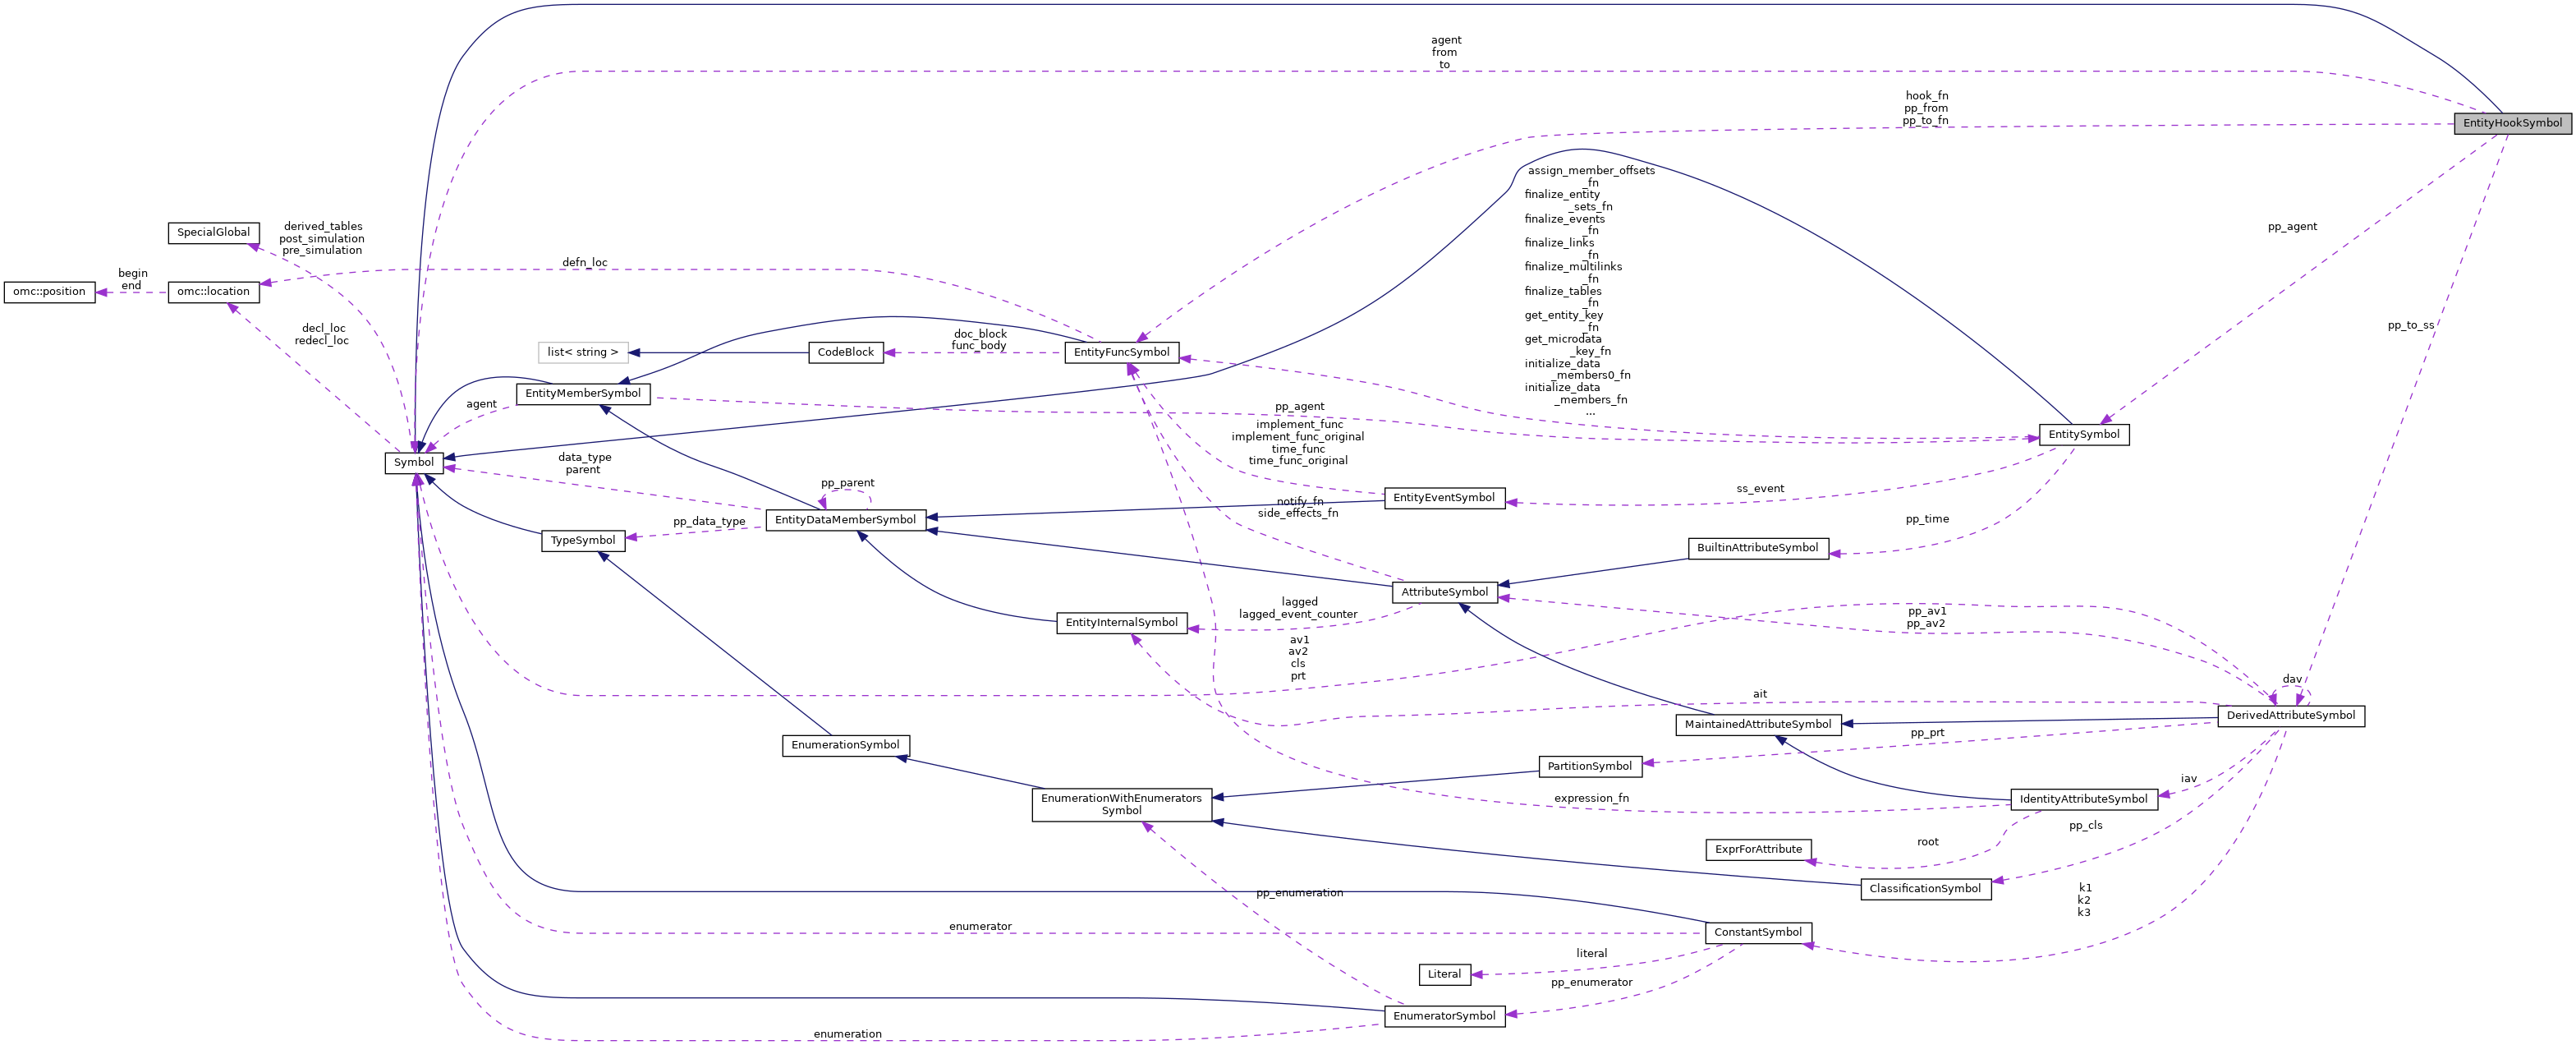 agent
from
to
hook_fn
pp_from
pp_to_fn
EntityHookSymbol
assign_member_offsets
_fn
finalize_entity
_sets_fn
finalize_events
_fn
finalize_links
_fn
finalize_multilinks
_fn
finalize_tables
_fn
get_entity_key
_fn
get_microdata
_key_fn
initialize_data
_members0_fn
initialize_data
_members_fn
...
SpecialGlobal
derived_tables
post_simulation
pre_simulation
pp_agent
omc::position
begin
end
omc::location
defn_loc
decl_loc
redecl_loc
pp_to_ss
list< string >
CodeBlock
doc_block
func_body
EntityFuncSymbol
EntityMemberSymbol
agent
pp_agent
implement_func
implement_func_original
time_func
time_func_original
EntitySymbol
Symbol
data_type
parent
pp_parent
EntityDataMemberSymbol
EntityEventSymbol
ss_event
notify_fn
side_effects_fn
pp_time
TypeSymbol
pp_data_type
BuiltinAttributeSymbol
AttributeSymbol
lagged
lagged_event_counter
EntityInternalSymbol
pp_av1
pp_av2
av1
av2
cls
prt
ait
dav
DerivedAttributeSymbol
MaintainedAttributeSymbol
pp_prt
EnumerationSymbol
PartitionSymbol
iav
EnumerationWithEnumerators
Symbol
expression_fn
IdentityAttributeSymbol
pp_cls
root
ExprForAttribute
ClassificationSymbol
pp_enumeration
k1
k2
k3
enumerator
ConstantSymbol
literal
Literal
pp_enumerator
EnumeratorSymbol
enumeration